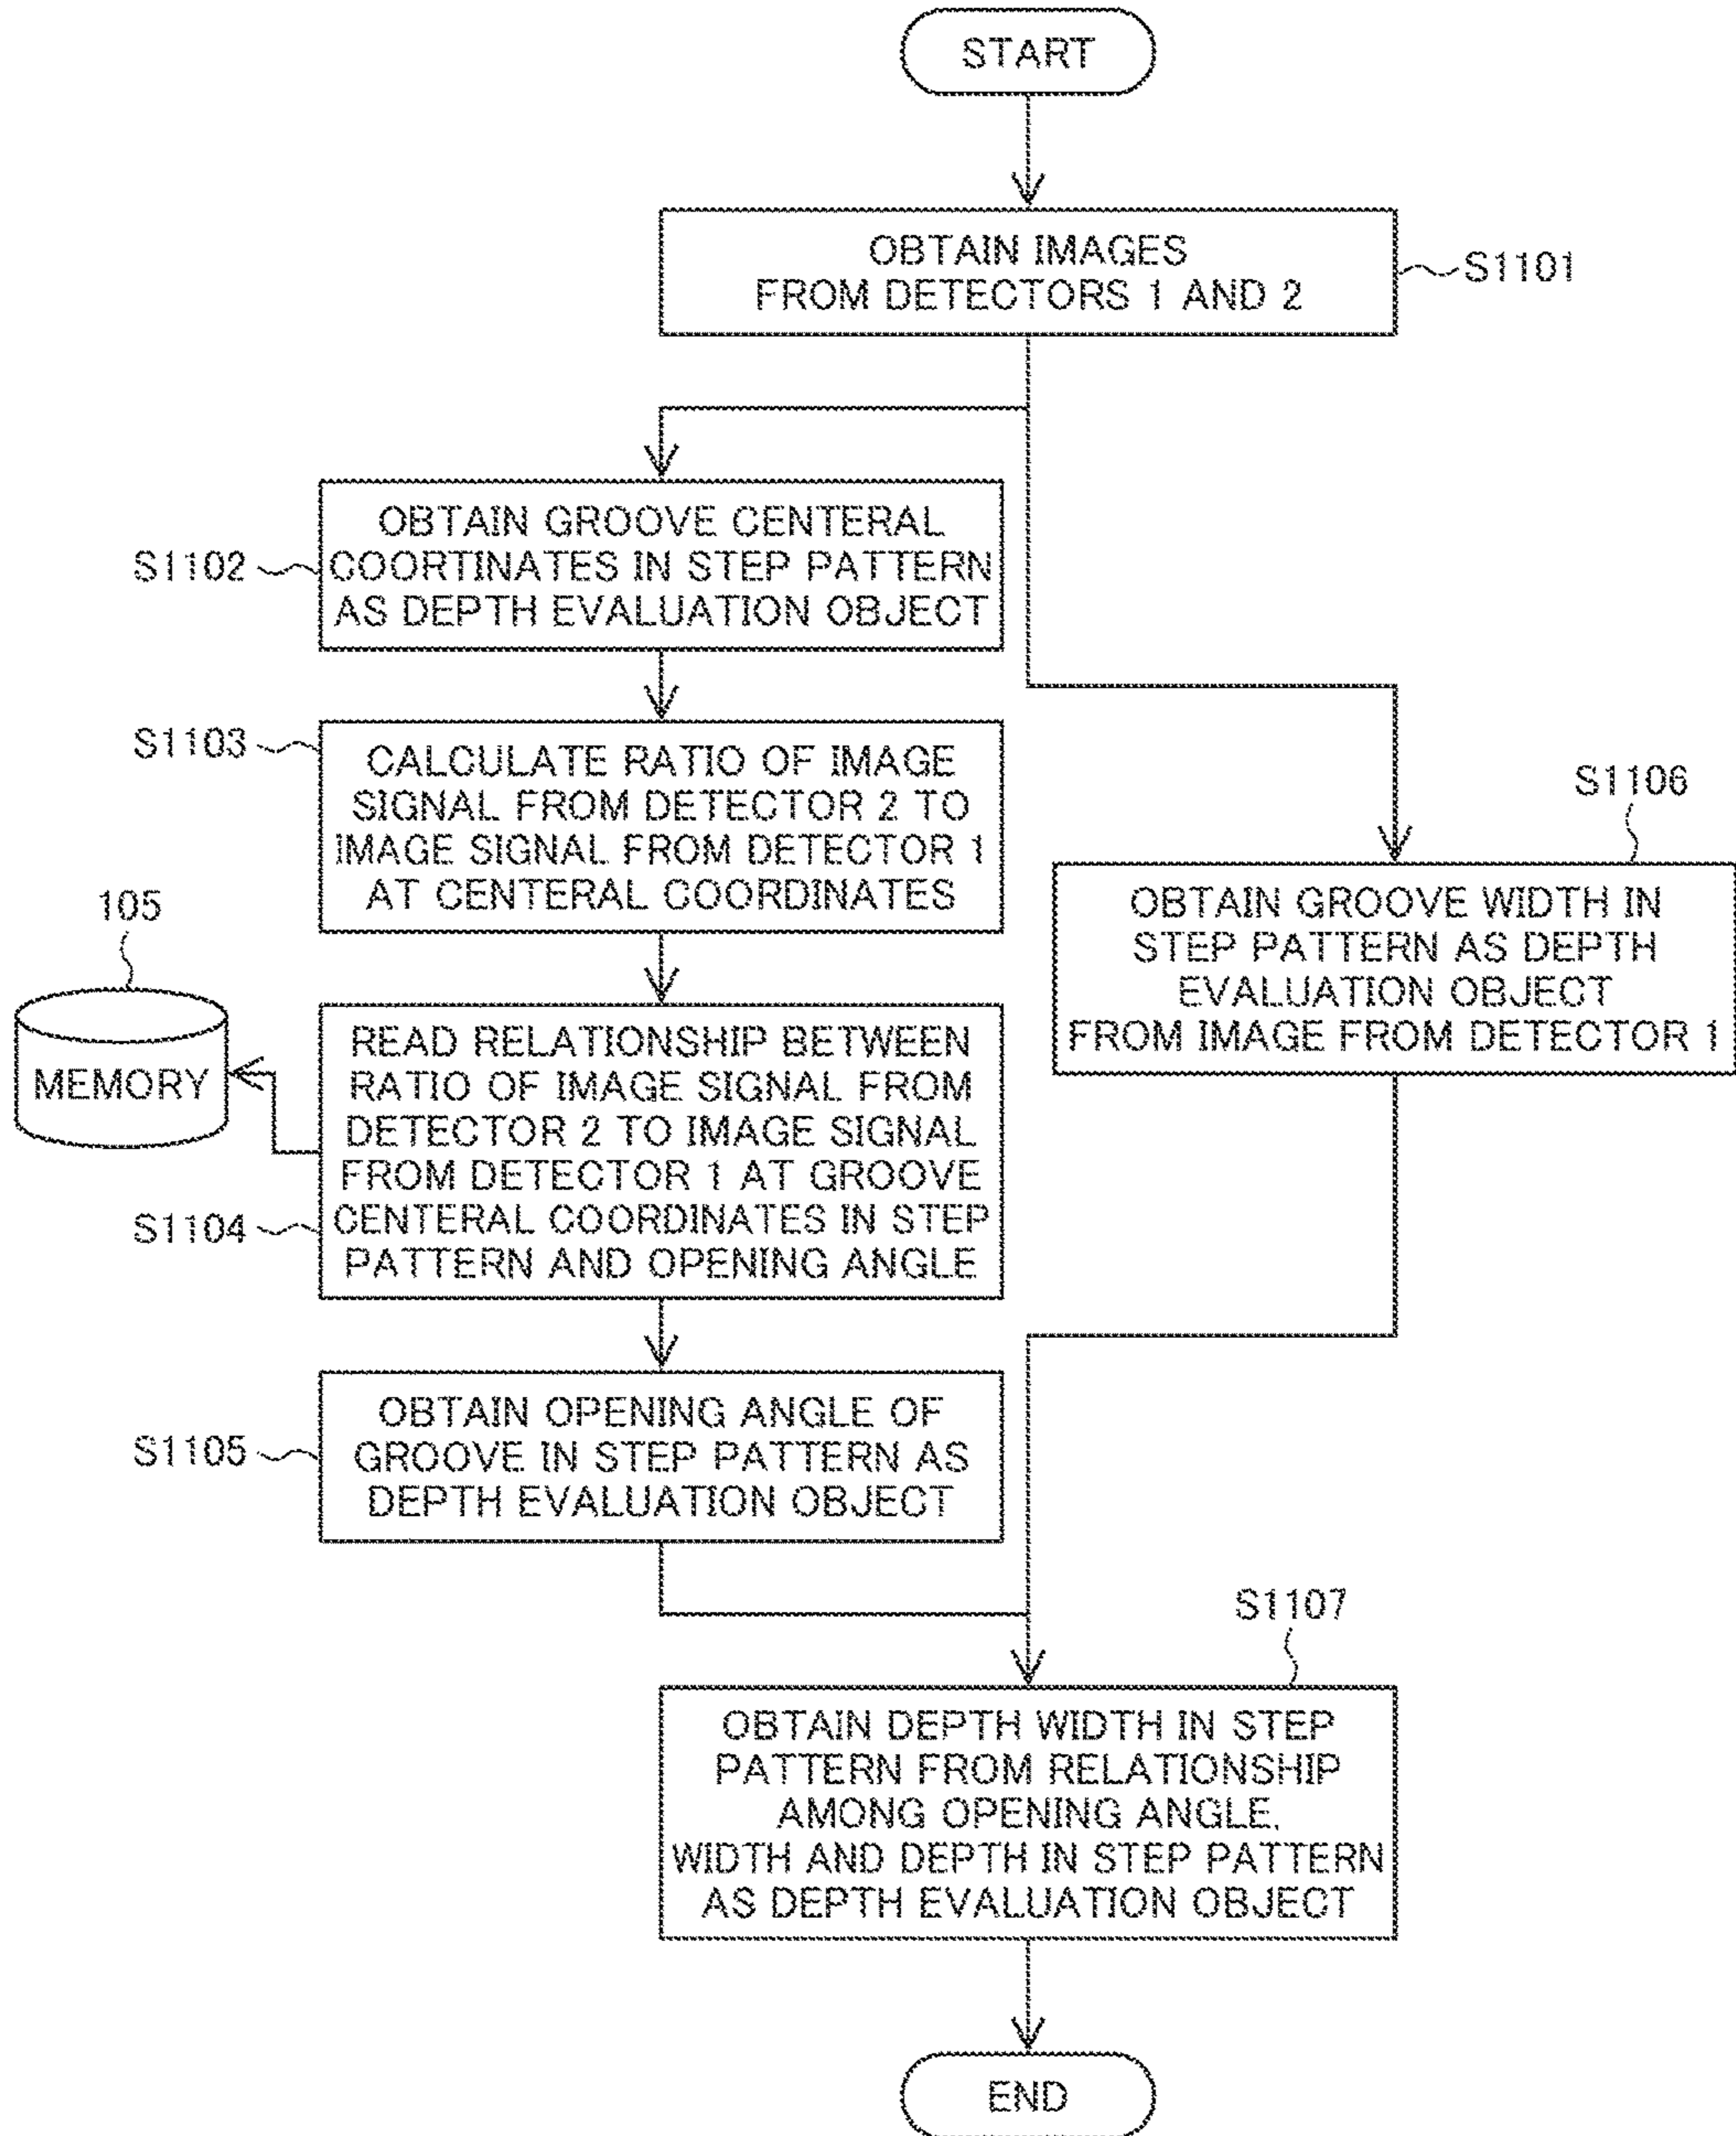 START
OBTAIN IMAGES
FROM DETECTORS 1 AND 2
S1101
S1102
OBTAIN GROOVE CENTERAL
COORTINATES IN STEP PATTERN
AS DEPTH EVALUATION OBJECT
S1103
CALCULATE RATIO OF IMAGE
SIGNAL FROM DETECTOR 2 TO
IMAGE SIGNAL FROM DETECTOR 1
AT CENTERAL COORDINATES
S1106
OBTAIN GROOVE WIDTH IN
STEP PATTERN AS DEPTH
EVALUATION OBJECT
FROM IMAGE FROM DETECTOR 1
105
MEMORY
S1104
READ RELATIONSHIP BETWEEN
RATIO OF IMAGE SIGNAL FROM
DETECTOR 2 TO IMAGE SIGNAL
FROM DETECTOR 1 AT GROOVE
CENTERAL COORDINATES IN STEP
PATTERN AND OPENING ANGLE
S1105
OBTAIN OPENING ANGLE OF
GROOVE IN STEP PATTERN AS
DEPTH EVALUATION OBJECT
S1107
OBTAIN DEPTH WIDTH IN STEP
PATTERN FROM RELATIONSHIP
AMONG OPENING ANGLE,
WIDTH AND DEPTH IN STEP PATTERN
AS DEPTH EVALUATION OBJECT
END